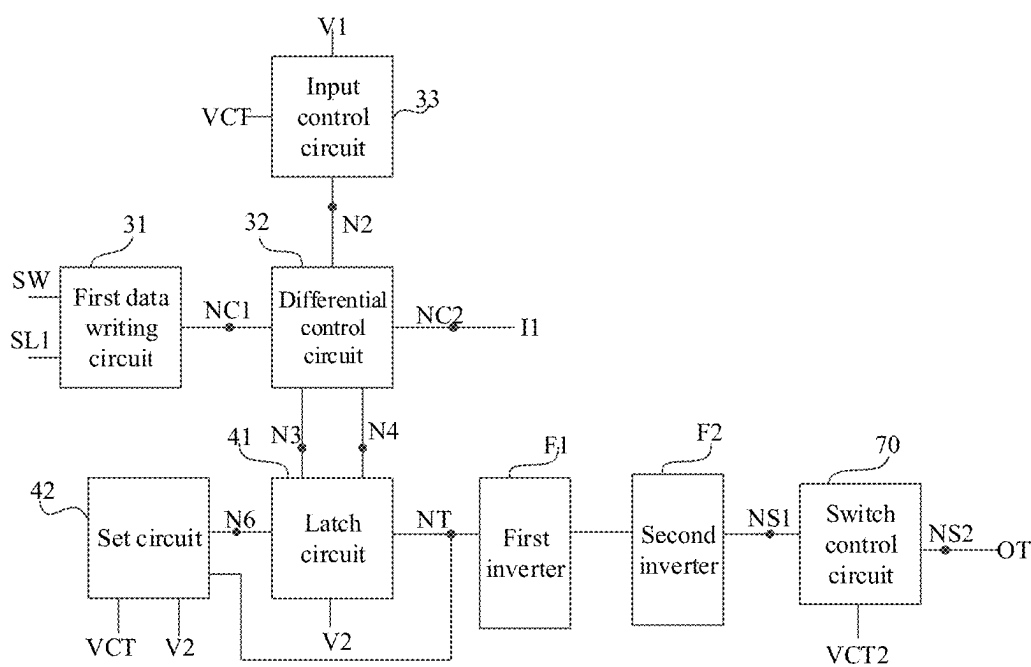 V1
Input
control
circuit
33
VCT
N2
31
32
SW
SL1
First data
writing
circuit
NC1
Differential
control
circuit
NC2
I1
N3
N4
41
F1
F2
70
42
Set circuit
N6
Latch
circuit
NT
First
inverter
Second
inverter
NS1
Switch
control
circuit
NS2
OT
VCT
V2
V2
VCT2